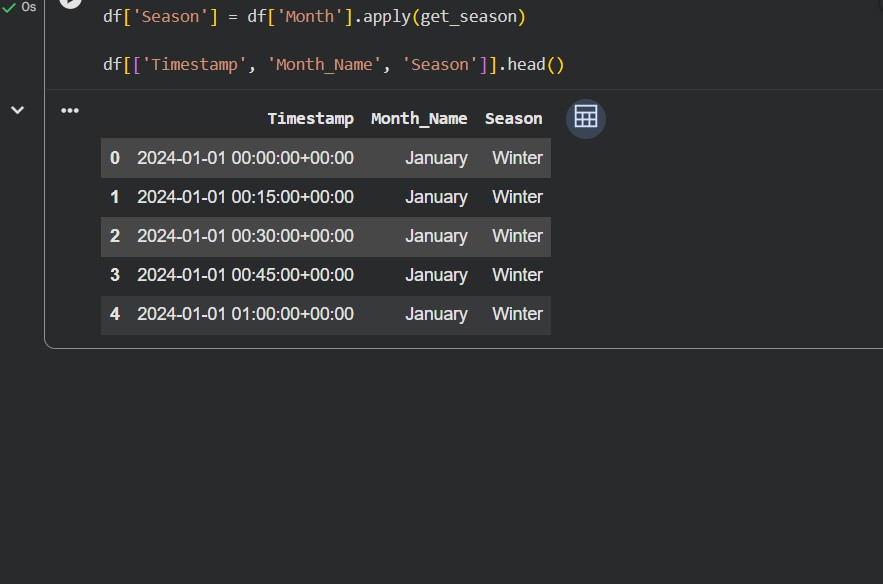 0s
df['Season'] = df['Month'].apply(get_season)
df[['Timestamp', 'Month_Name', 'Season']].head()
Timestamp Month_Name Season
0 2024-01-01 00:00:00+00:00 January Winter
1 2024-01-01 00:15:00+00:00 January Winter
2 2024-01-01 00:30:00+00:00 January Winter
3 2024-01-01 00:45:00+00:00 January Winter
4 2024-01-01 01:00:00+00:00 January Winter